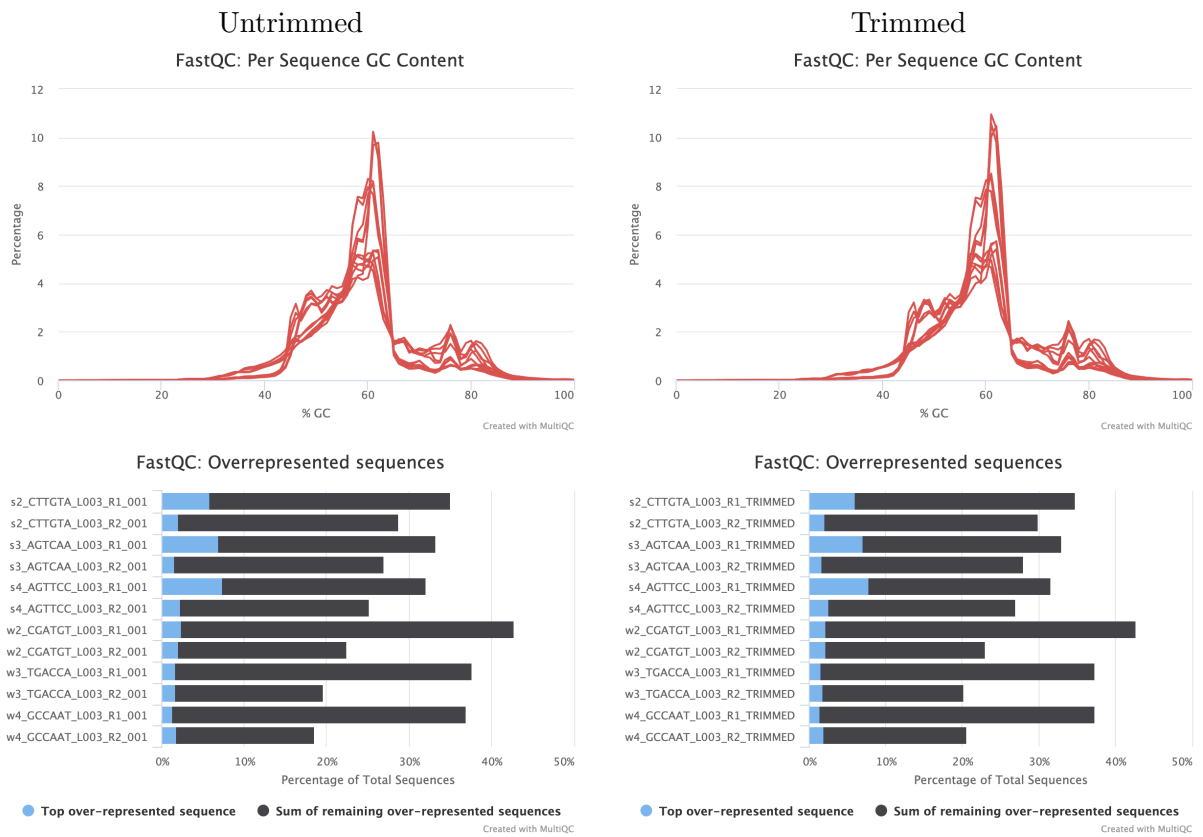 Untrimmed
FastQC: Per Sequence GC Content
12
10
8
6
4
2
0
Percentage
0 20 40 60 80 100
% GC
Created with MultiQC
Trimmed
FastQC: Per Sequence GC Content
12
10
8
6
4
2
0
Percentage
0 20 40 60 80 100
% GC
Created with MultiQC
FastQC: Overrepresented sequences
s2_CTTGTA_L003_R1_001
s2_CTTGTA_L003_R2_001
s3_AGTCAA_L003_R1_001
s3_AGTCAA_L003_R2_001
s4_AGTTCC_L003_R1_001
s4_AGTTCC_L003_R2_001
w2_CGATGT_L003_R1_001
w2_CGATGT_L003_R2_001
w3_TGACCA_L003_R1_001
w3_TGACCA_L003_R2_001
w4_GCCAAT_L003_R1_001
w4_GCCAAT_L003_R2_001
0% 10% 20% 30% 40% 50%
Percentage of Total Sequences
Top over-represented sequence Sum of remaining over-represented sequences
Created with MultiQC
FastQC: Overrepresented sequences
s2_CTTGTA_L003_R1_TRIMMED
s2_CTTGTA_L003_R2_TRIMMED
s3_AGTCAA_L003_R1_TRIMMED
s3_AGTCAA_L003_R2_TRIMMED
s4_AGTTCC_L003_R1_TRIMMED
s4_AGTTCC_L003_R2_TRIMMED
w2_CGATGT_L003_R1_TRIMMED
w2_CGATGT_L003_R2_TRIMMED
w3_TGACCA_L003_R1_TRIMMED
w3_TGACCA_L003_R2_TRIMMED
w4_GCCAAT_L003_R1_TRIMMED
w4_GCCAAT_L003_R2_TRIMMED
0% 10% 20% 30% 40% 50%
Percentage of Total Sequences
Top over-represented sequence Sum of remaining over-represented sequences
Created with MultiQC